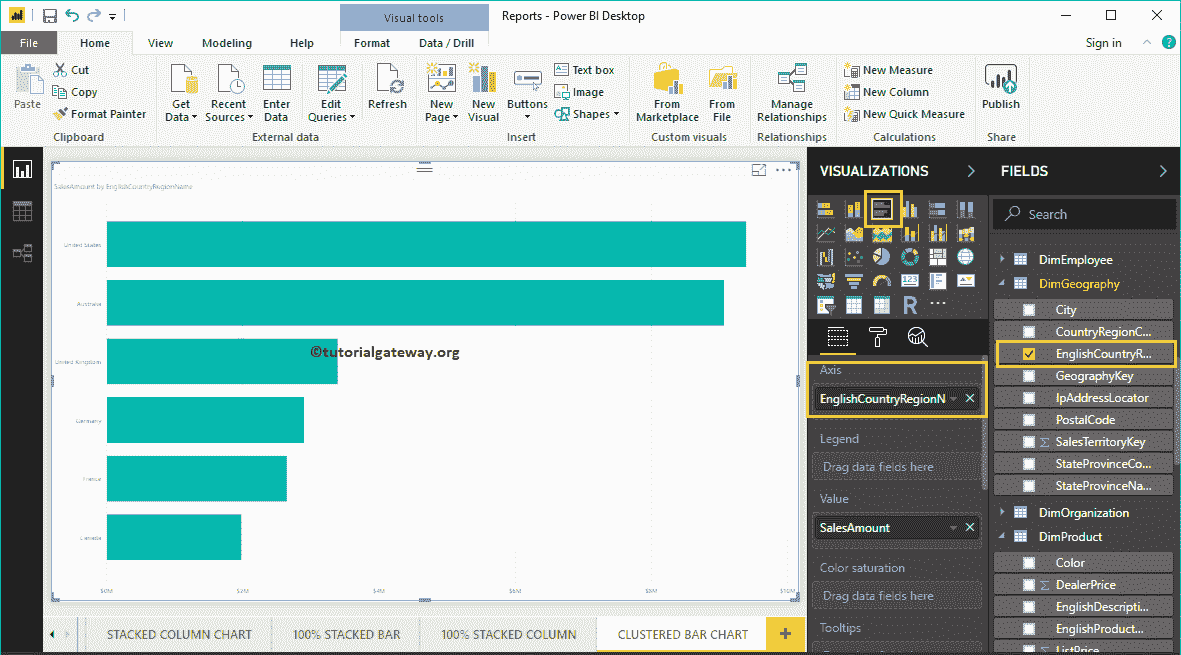 Visual tools
Reports - Power BI Desktop
File
Home
View
Modeling
Help
Format
Data / Drill
Sign in
?
Paste
Cut
Copy
Format Painter
Clipboard
Get Data
Recent Sources
Enter Data
Edit Queries
External data
Refresh
New Page
New Visual
Buttons
Text box
Image
Shapes
Insert
From Marketplace
From File
Custom visuals
Manage Relationships
Relationships
New Measure
New Column
New Quick Measure
Calculations
Publish
Share
SalesAmount by EnglishCountryRegionName
United States
Australia
United Kingdom
Germany
France
Canada
$0M
$2M
$4M
$6M
$8M
$10M
©tutorialgateway.org
VISUALIZATIONS
123
R
Axis
EnglishCountryRegionN
Legend
Drag data fields here
Value
SalesAmount
Color saturation
Drag data fields here
Tooltips
FIELDS
Search
DimEmployee
DimGeography
City
CountryRegionC...
EnglishCountryR...
GeographyKey
IpAddressLocator
PostalCode
Σ SalesTerritoryKey
StateProvinceCo...
StateProvinceNa...
DimOrganization
DimProduct
Color
Σ DealerPrice
EnglishDescripti...
EnglishProduct...
Σ ListPrice
STACKED COLUMN CHART
100% STACKED BAR
100% STACKED COLUMN
CLUSTERED BAR CHART
+